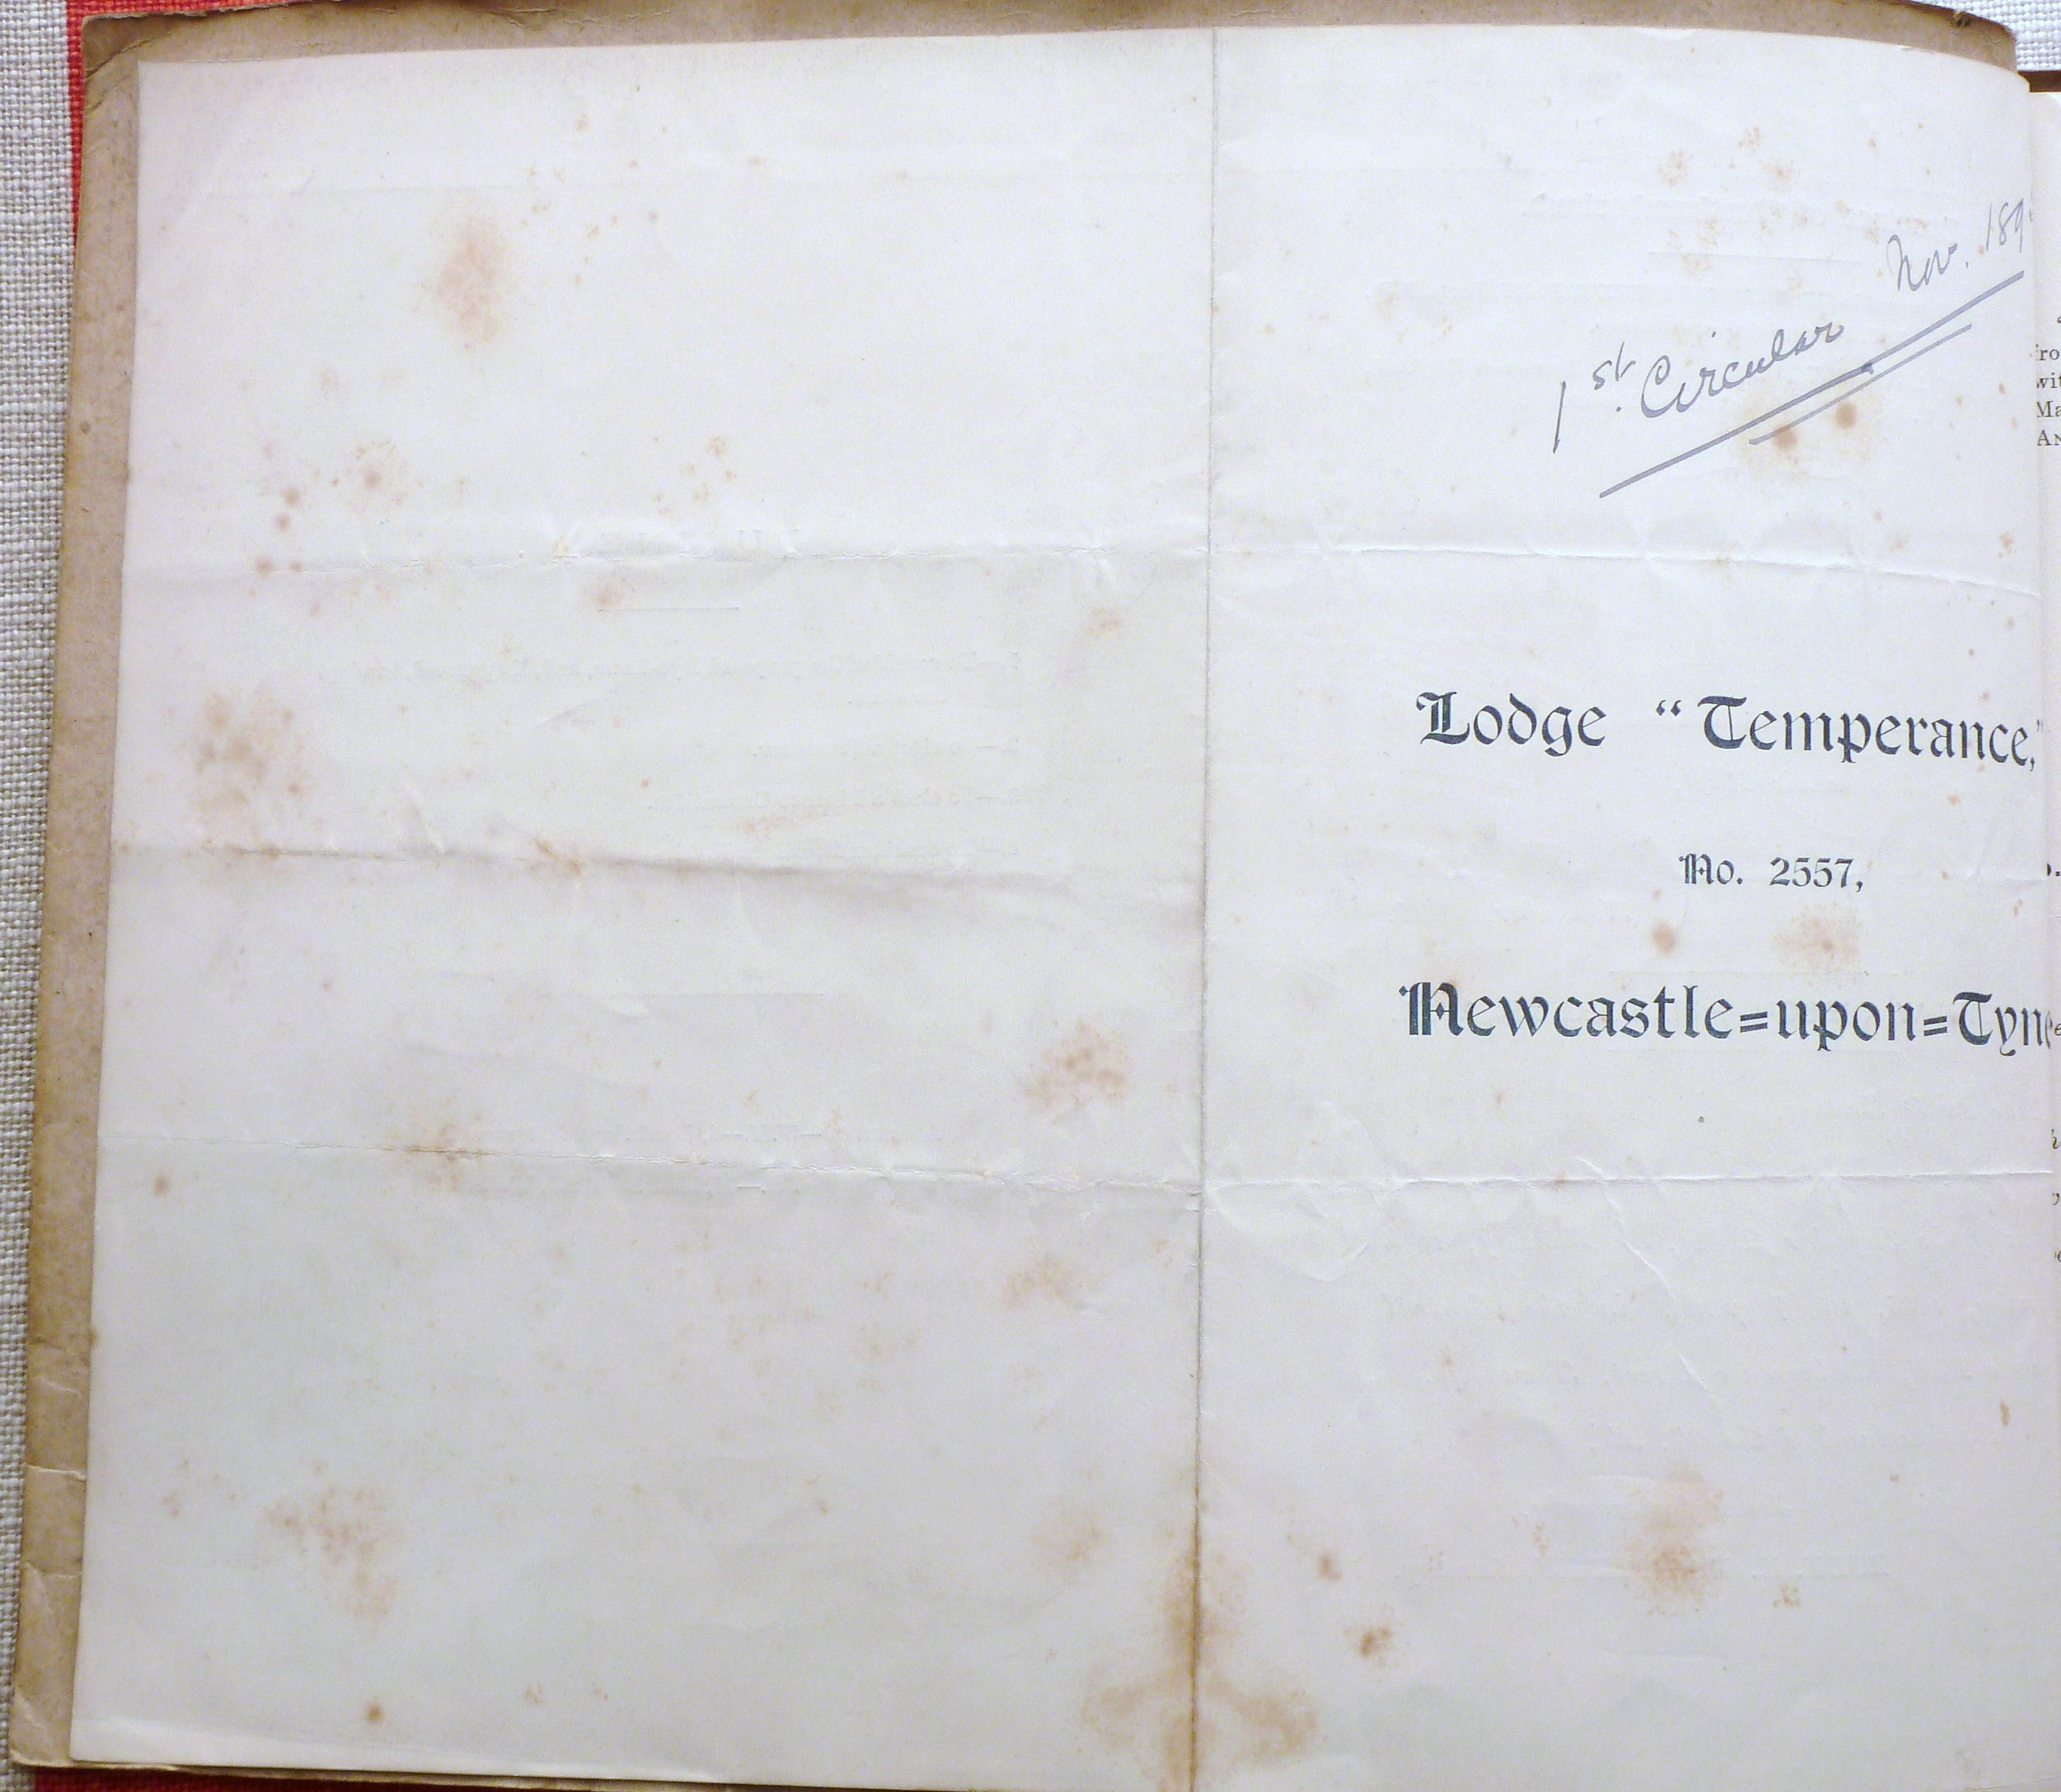 Nov. 189
1st. Circular
Lodge "Temperance,"
No. 2557,
Newcastle=upon=Tyne